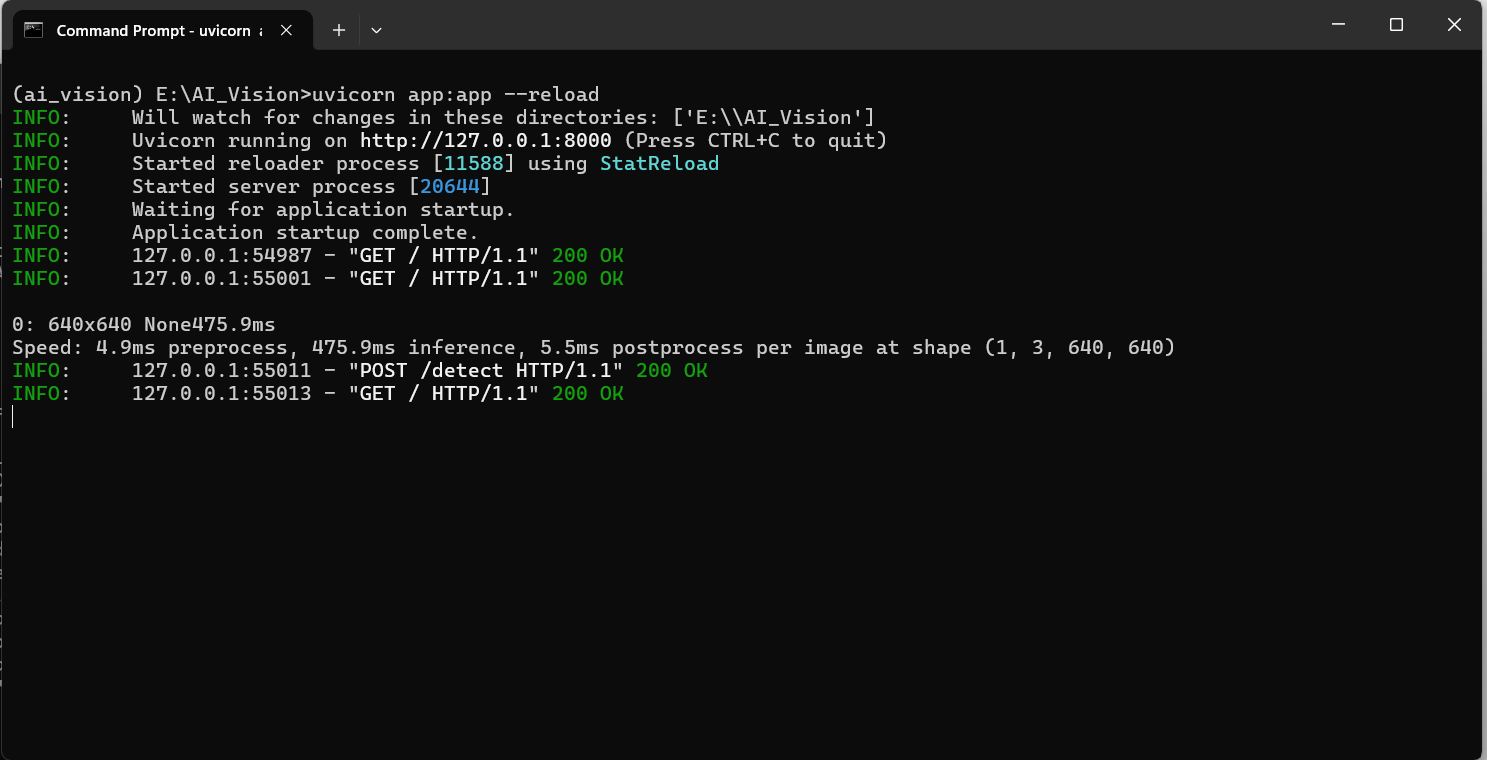 Command Prompt - uvicorn
(ai_vision) E:\AI_Vision>uvicorn app:app --reload
INFO:     Will watch for changes in these directories: ['E:\\AI_Vision']
INFO:     Uvicorn running on http://127.0.0.1:8000 (Press CTRL+C to quit)
INFO:     Started reloader process [11588] using StatReload
INFO:     Started server process [20644]
INFO:     Waiting for application startup.
INFO:     Application startup complete.
INFO:     127.0.0.1:54987 - "GET / HTTP/1.1" 200 OK
INFO:     127.0.0.1:55001 - "GET / HTTP/1.1" 200 OK
0: 640x640 None475.9ms
Speed: 4.9ms preprocess, 475.9ms inference, 5.5ms postprocess per image at shape (1, 3, 640, 640)
INFO:     127.0.0.1:55011 - "POST /detect HTTP/1.1" 200 OK
INFO:     127.0.0.1:55013 - "GET / HTTP/1.1" 200 OK